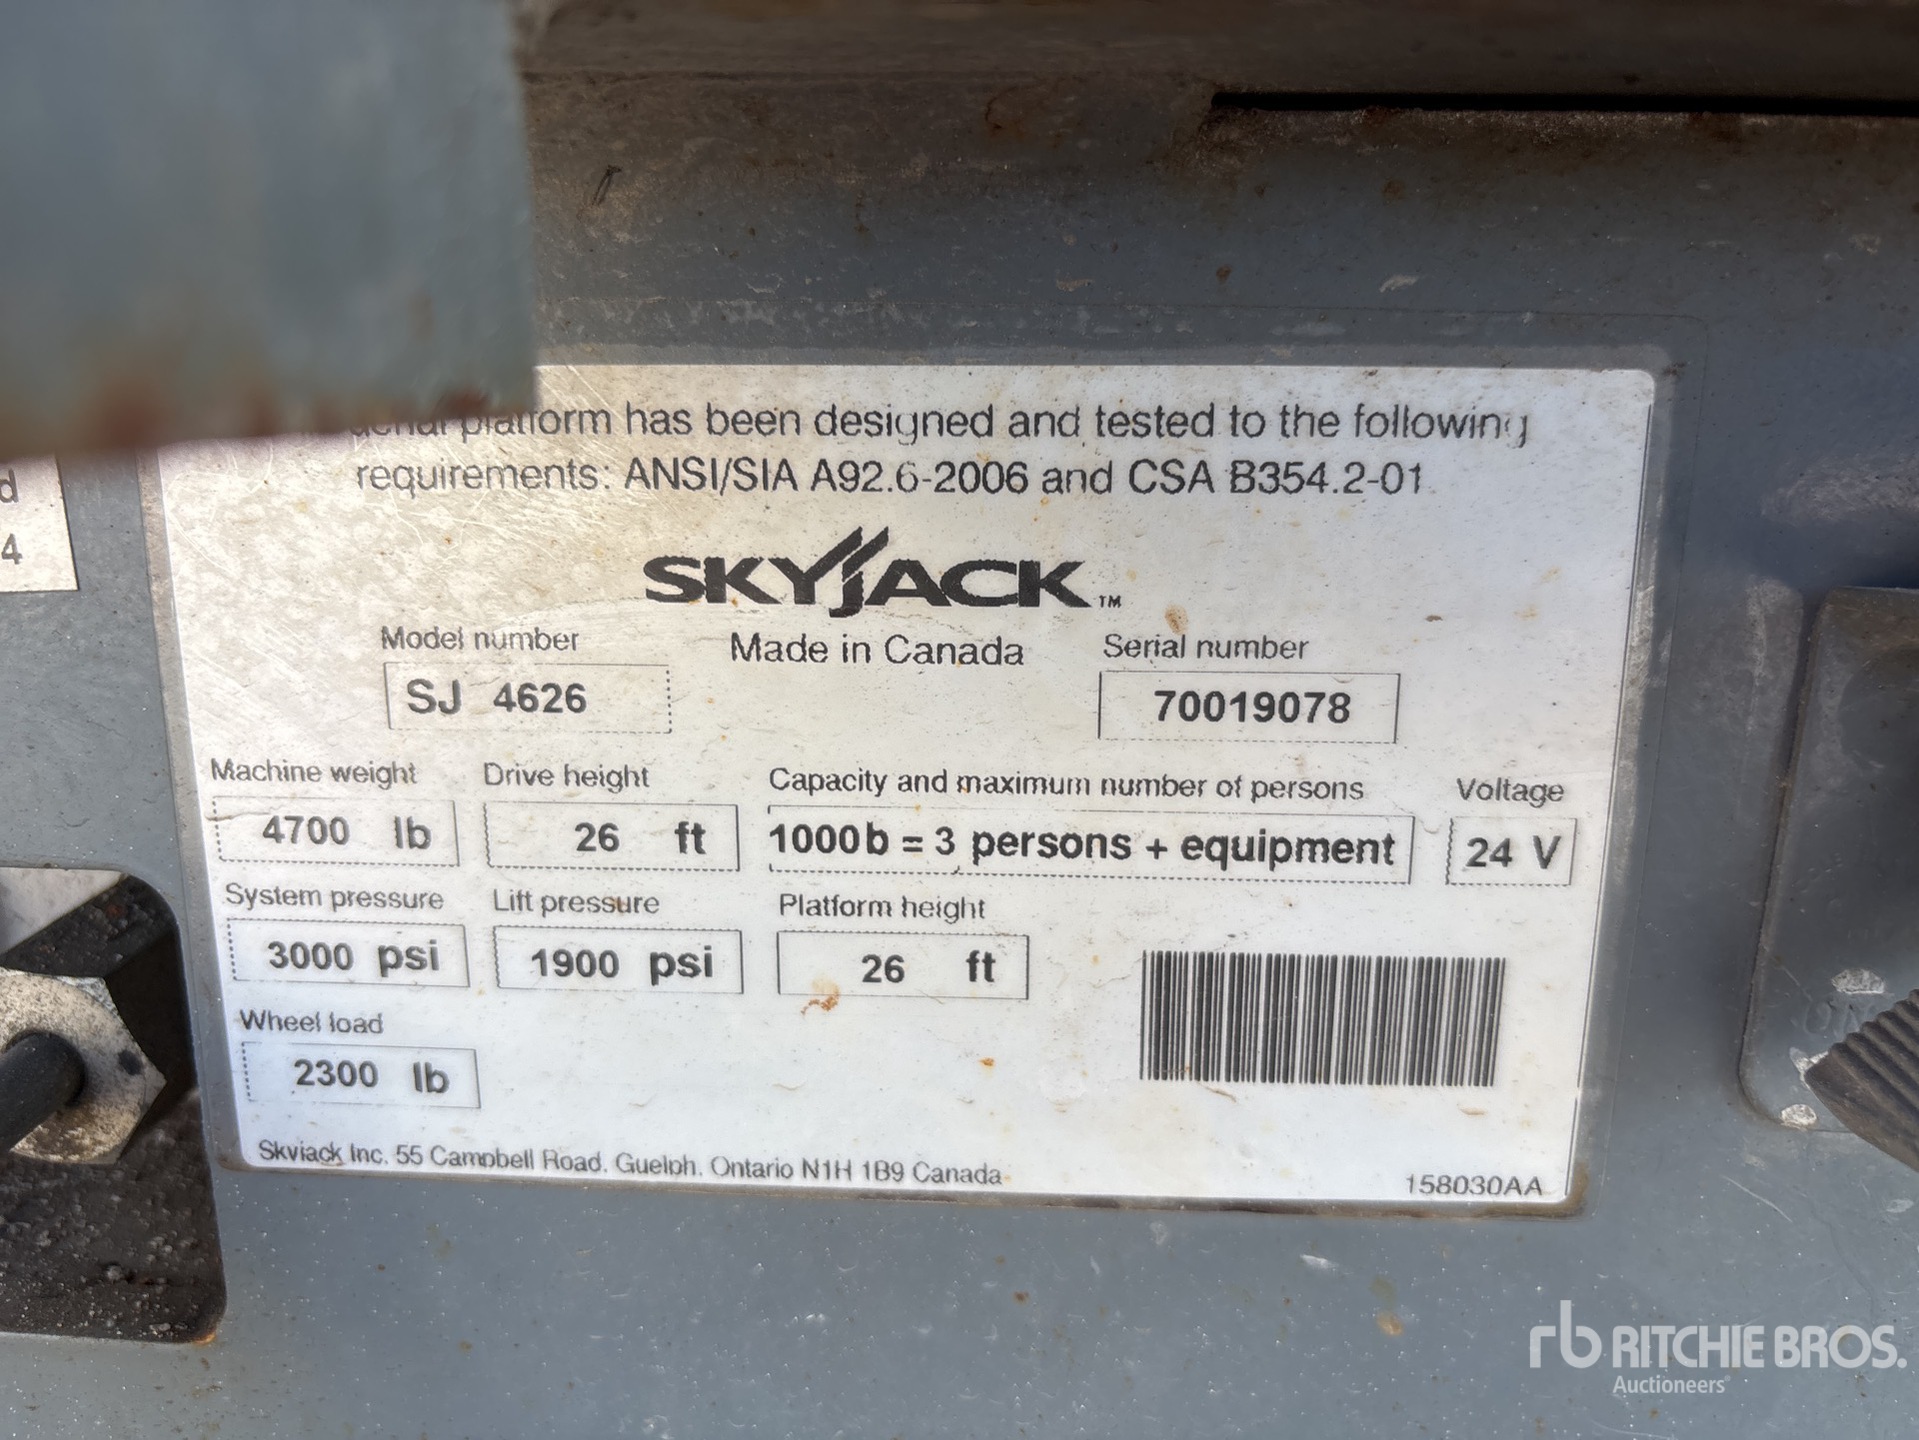 aerial platform has been designed and tested to the following
requirements: ANSI/SIA A92.6-2006 and CSA B354.2-01
d
4
SKYJACK™
Model number
Made in Canada
Serial number
SJ 4626
70019078
Machine weight
Drive height
Capacity and maximum number of persons
Voltage
4700 lb
26 ft
1000b = 3 persons + equipment
24 V
System pressure
Lift pressure
Platform height
3000 psi
1900 psi
26 ft
Wheel load
2300 lb
Skyjack Inc. 55 Campbell Road. Guelph. Ontario N1H 1B9 Canada
158030AA
rb RITCHIE BROS.
Auctioneers